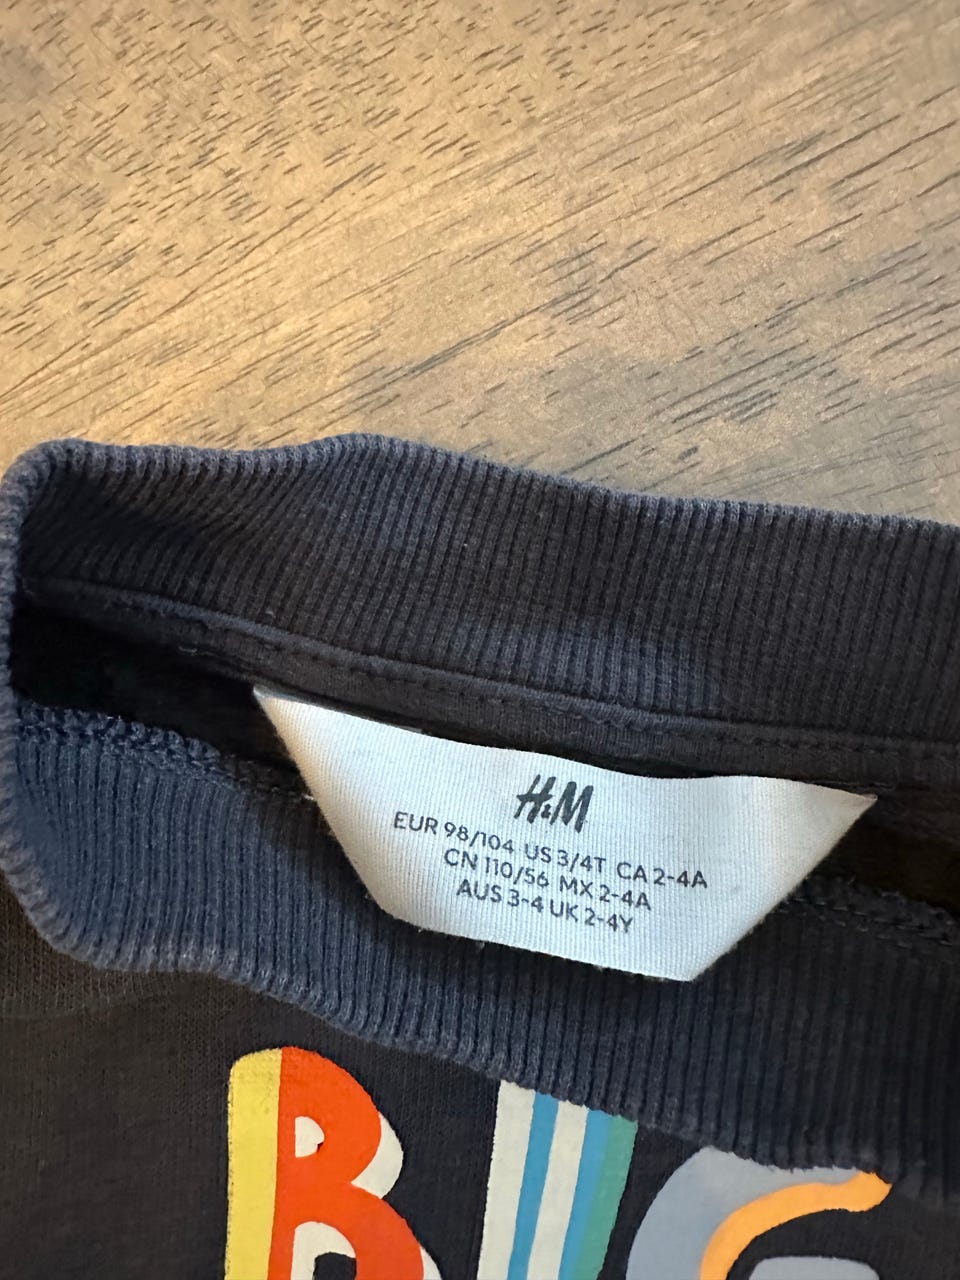 H&M
EUR 98/104 US 3/4T CA 2-4A
CN 110/56 MX 2-4A
AUS 3-4 UK 2-4Y
BIG